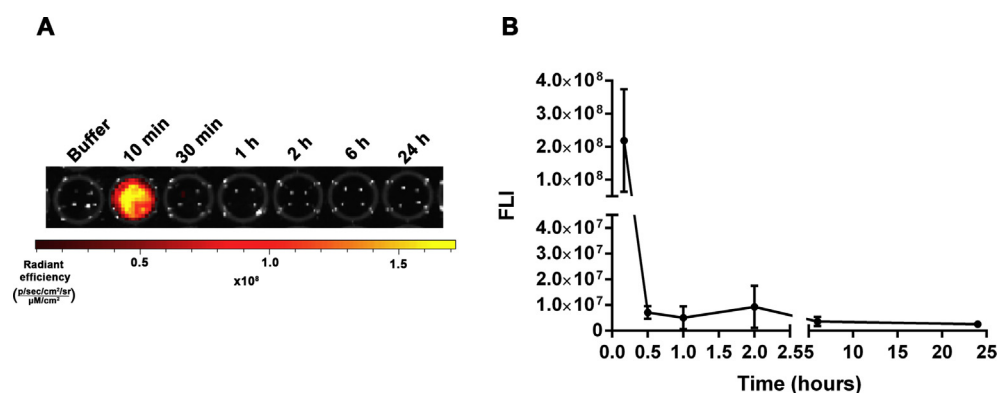 A
Buffer 10 min 30 min 1 h 2 h 6 h 24 h
0.5 1.0 1.5
x10⁸
Radiant
efficiency
(p/sec/cm²/sr
µM/cm²)
B
4.0×10⁸
3.0×10⁸
2.0×10⁸
1.0×10⁸
4.0×10⁷
3.0×10⁷
2.0×10⁷
1.0×10⁷
0
FLI
0.0 0.5 1.0 1.5 2.0 2.5 5 10 15 20 25
Time (hours)